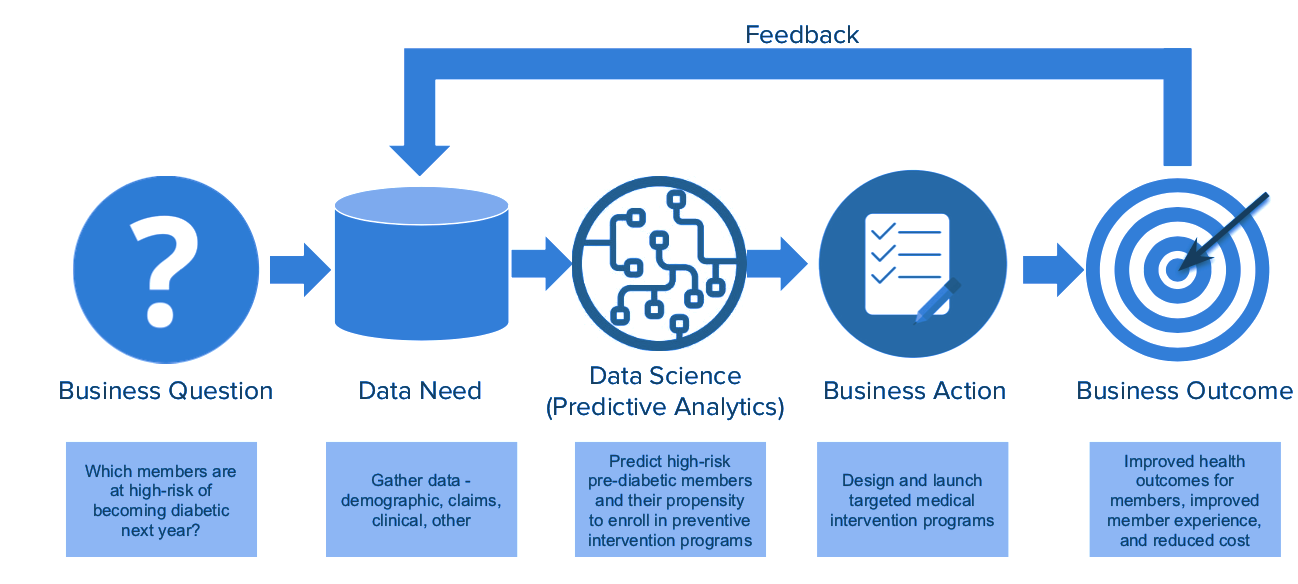 Feedback
?
Business Question
Data Need
Data Science
(Predictive Analytics)
Business Action
Business Outcome
Which members are
at high-risk of
becoming diabetic
next year?
Gather data -
demographic, claims,
clinical, other
Predict high-risk
pre-diabetic members
and their propensity
to enroll in preventive
intervention programs
Design and launch
targeted medical
intervention programs
Improved health
outcomes for
members, improved
member experience,
and reduced cost